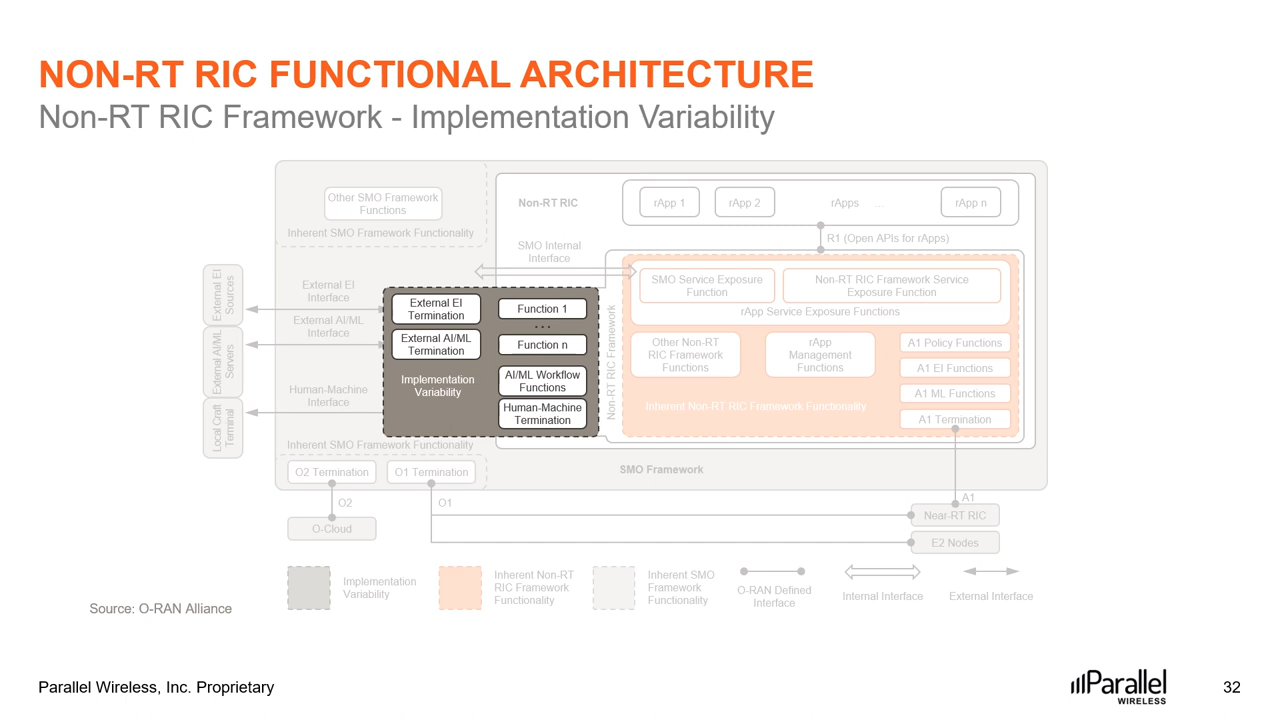 NON-RT RIC FUNCTIONAL ARCHITECTURE
Non-RT RIC Framework - Implementation Variability
Other SMO Framework
Functions
Inherent SMO Framework Functionality
Non-RT RIC
rApp 1
rApp 2
rApps ...
rApp n
R1 (Open APIs for rApps)
SMO Internal
Interface
SMO Service Exposure
Function
Non-RT RIC Framework Service
Exposure Function
rApp Service Exposure Functions
External EI
Sources
External EI
Interface
External AI/ML
Interface
External AI/ML
Servers
Human-Machine
Interface
Local Craft
Terminal
External EI
Termination
External AI/ML
Termination
Implementation
Variability
Function 1
...
Function n
AI/ML Workflow
Functions
Human-Machine
Termination
Non-RT RIC Framework
Other Non-RT
RIC Framework
Functions
rApp
Management
Functions
A1 Policy Functions
A1 EI Functions
A1 ML Functions
A1 Termination
Inherent Non-RT RIC Framework Functionality
Inherent SMO Framework Functionality
O2 Termination
O1 Termination
SMO Framework
O2
O1
A1
O-Cloud
Near-RT RIC
E2 Nodes
Implementation
Variability
Inherent Non-RT
RIC Framework
Functionality
Inherent SMO
Framework
Functionality
O-RAN Defined
Interface
Internal Interface
External Interface
Source: O-RAN Alliance
Parallel Wireless, Inc. Proprietary
Parallel
WIRELESS
32